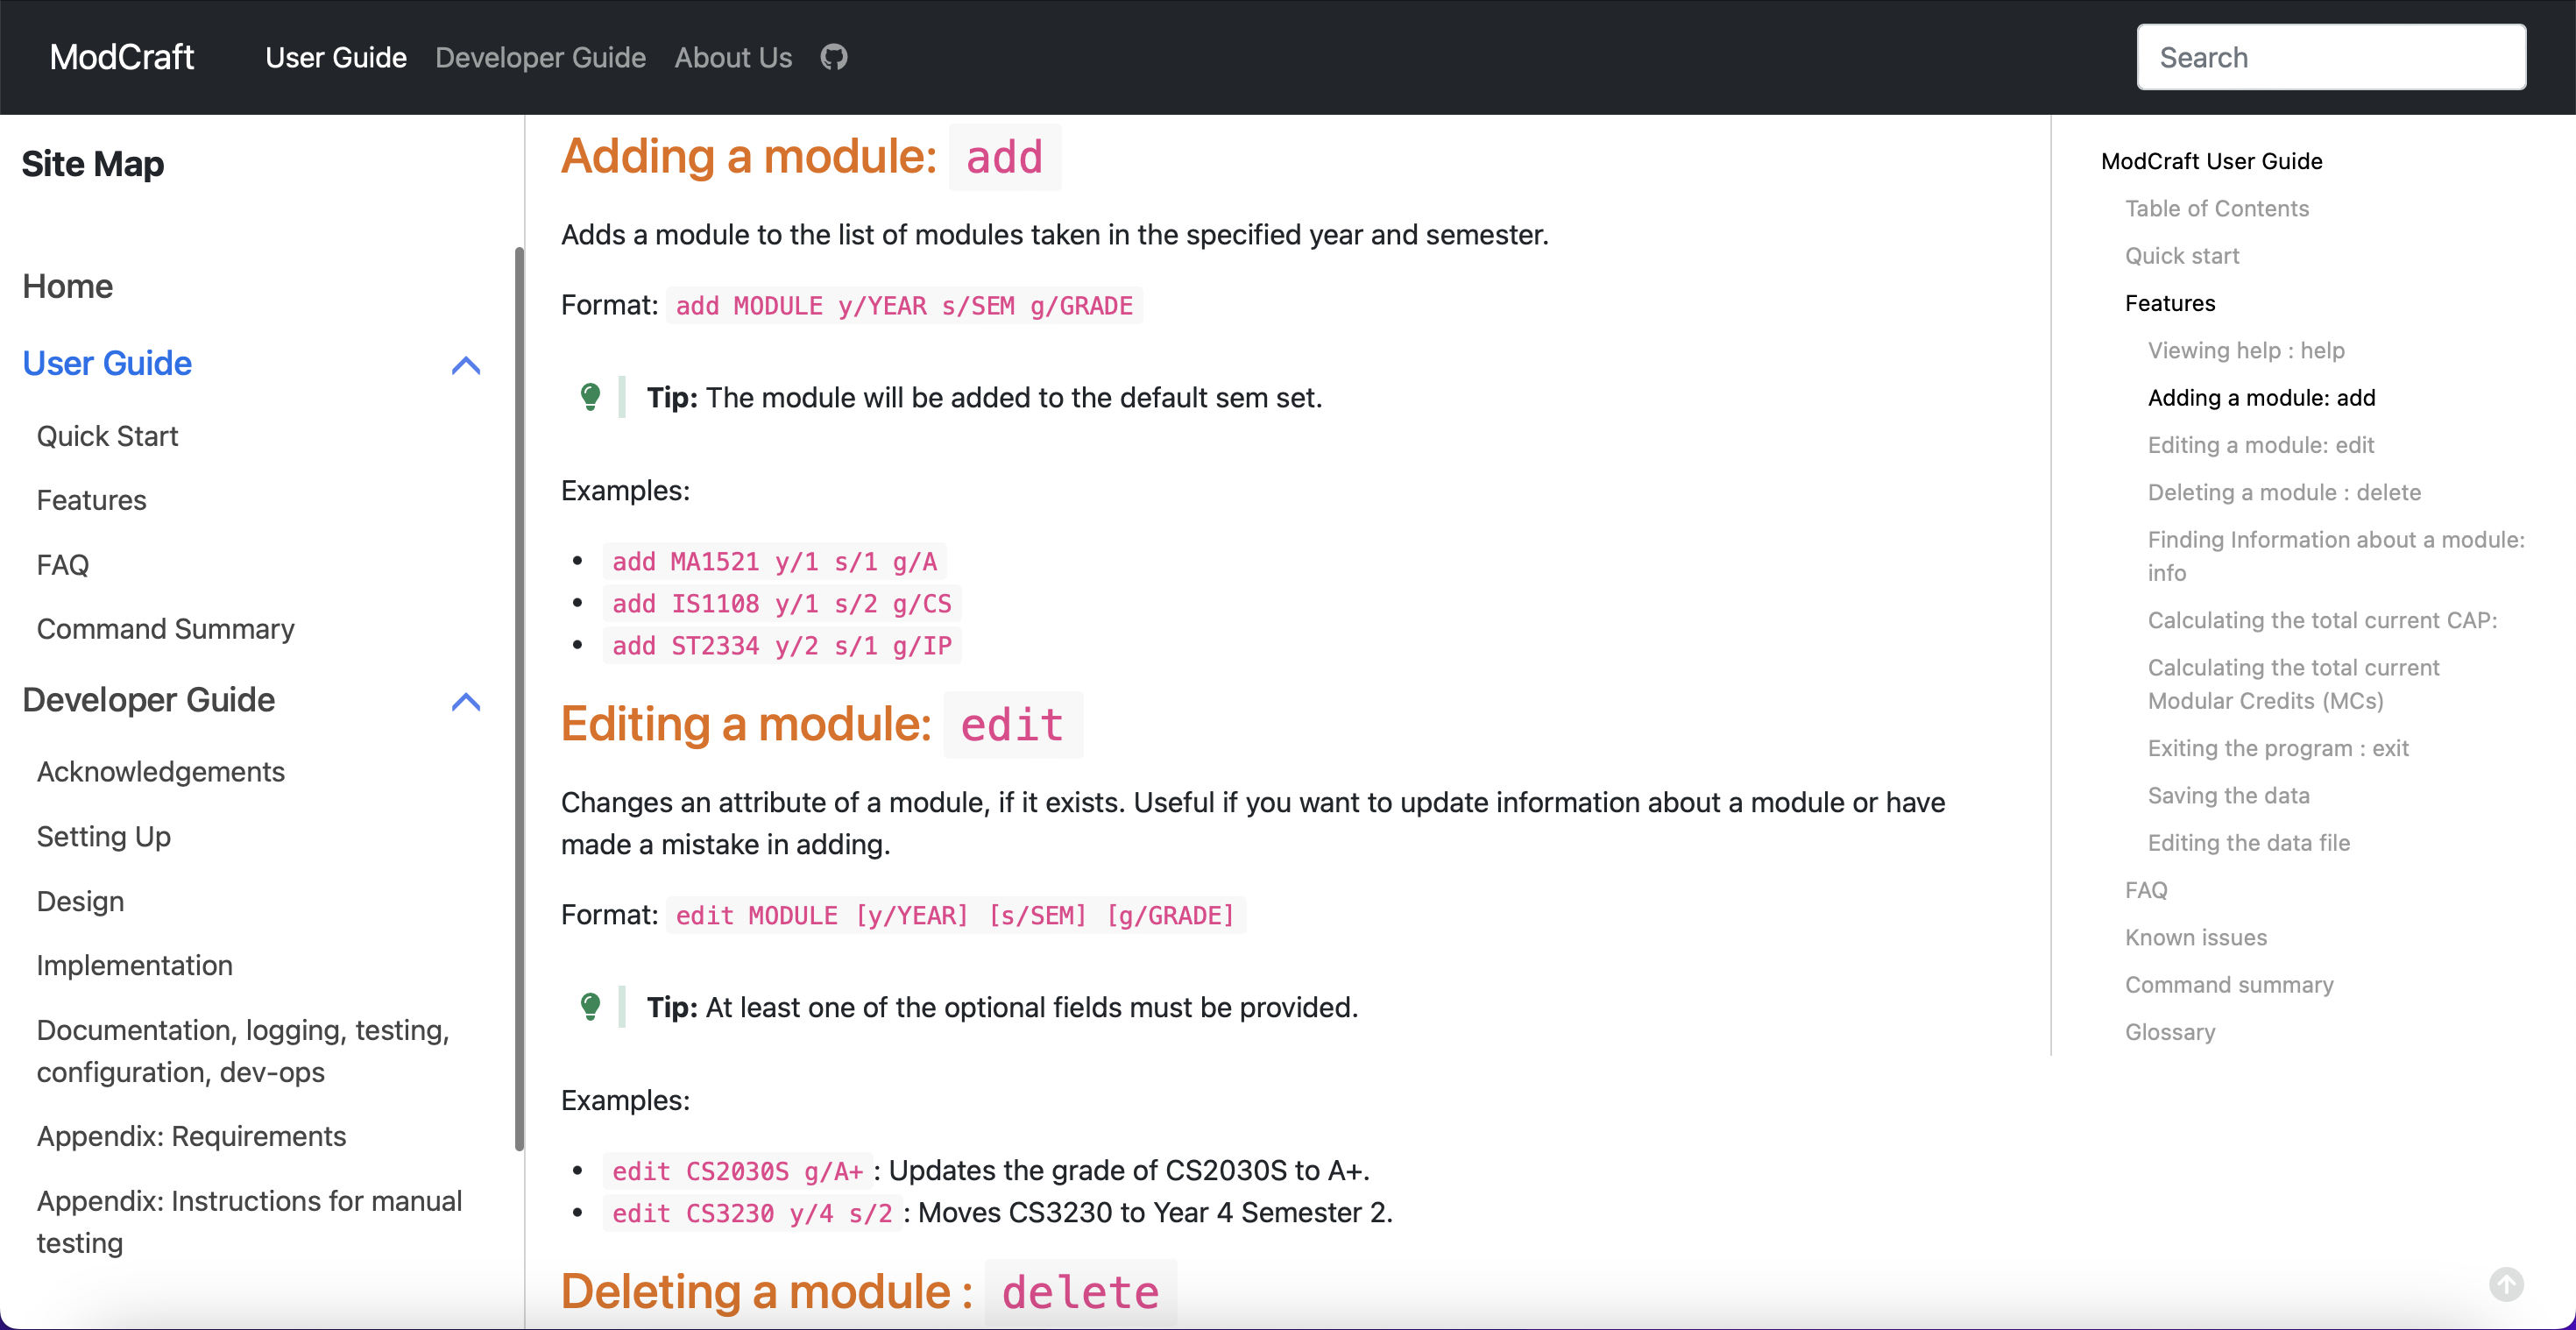 ModCraft User Guide Developer Guide About Us Search
Site Map
Home
User Guide
Quick Start
Features
FAQ
Command Summary
Developer Guide
Acknowledgements
Setting Up
Design
Implementation
Documentation, logging, testing,
configuration, dev-ops
Appendix: Requirements
Appendix: Instructions for manual
testing
Adding a module: add
Adds a module to the list of modules taken in the specified year and semester.
Format: add MODULE y/YEAR s/SEM g/GRADE
Tip: The module will be added to the default sem set.
Examples:
• add MA1521 y/1 s/1 g/A
• add IS1108 y/1 s/2 g/CS
• add ST2334 y/2 s/1 g/IP
Editing a module: edit
Changes an attribute of a module, if it exists. Useful if you want to update information about a module or have
made a mistake in adding.
Format: edit MODULE [y/YEAR] [s/SEM] [g/GRADE]
Tip: At least one of the optional fields must be provided.
Examples:
• edit CS2030S g/A+ : Updates the grade of CS2030S to A+.
• edit CS3230 y/4 s/2 : Moves CS3230 to Year 4 Semester 2.
Deleting a module : delete
ModCraft User Guide
Table of Contents
Quick start
Features
Viewing help : help
Adding a module: add
Editing a module: edit
Deleting a module : delete
Finding Information about a module:
info
Calculating the total current CAP:
Calculating the total current
Modular Credits (MCs)
Exiting the program : exit
Saving the data
Editing the data file
FAQ
Known issues
Command summary
Glossary